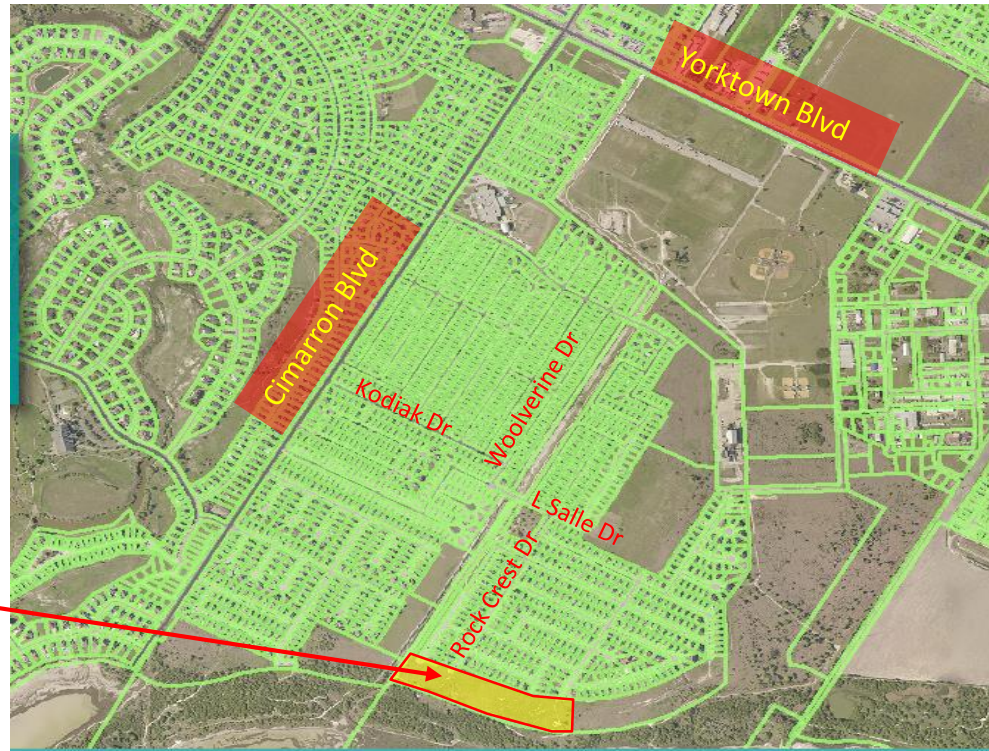 Yorktown Blvd
Cimarron Blvd
Kodiak Dr
Woolverine Dr
L Salle Dr
Rock Crest Dr